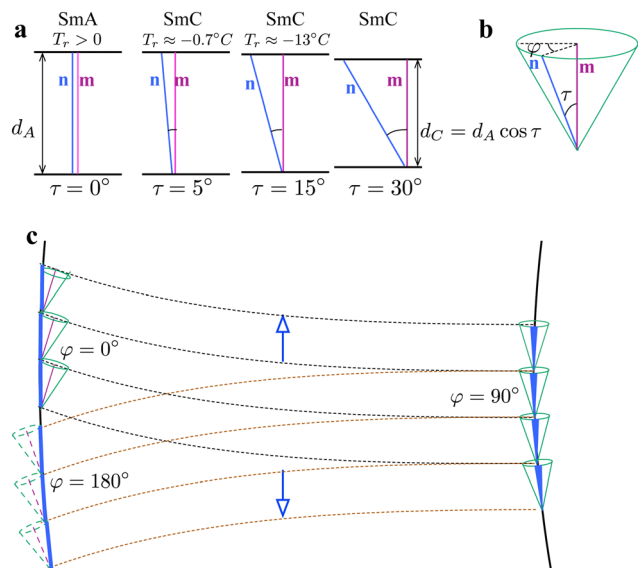 a
SmA
SmC
SmC
SmC
T_r > 0
T_r ≈ −0.7°C
T_r ≈ −13°C
n
m
n
m
n
m
n
m
d_A
d_C = d_A cos τ
τ = 0°
τ = 5°
τ = 15°
τ = 30°
b
φ
n
m
τ
c
φ = 0°
φ = 90°
φ = 180°